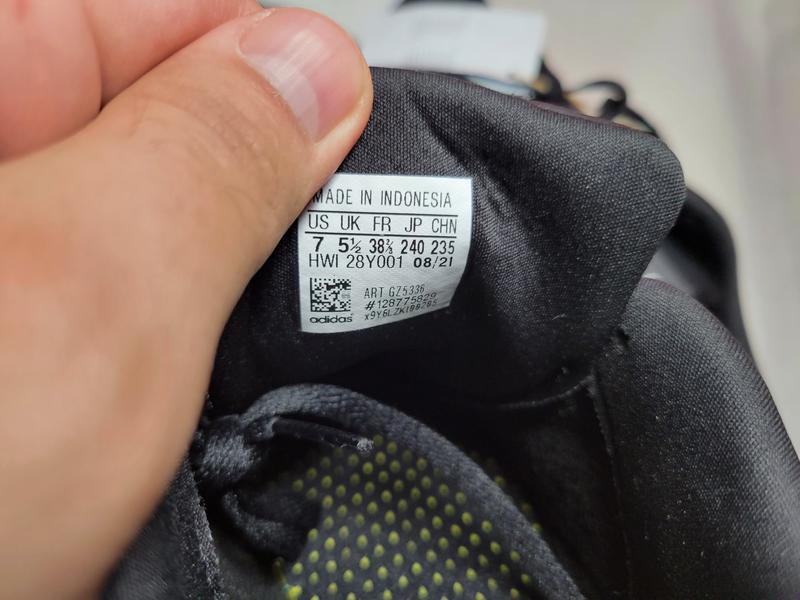 MADE IN INDONESIA
US UK FR JP CHN
7 5½ 38⅔ 240 235
HWI 28Y001 08/21
ART GZ5336
#128775829
adidas